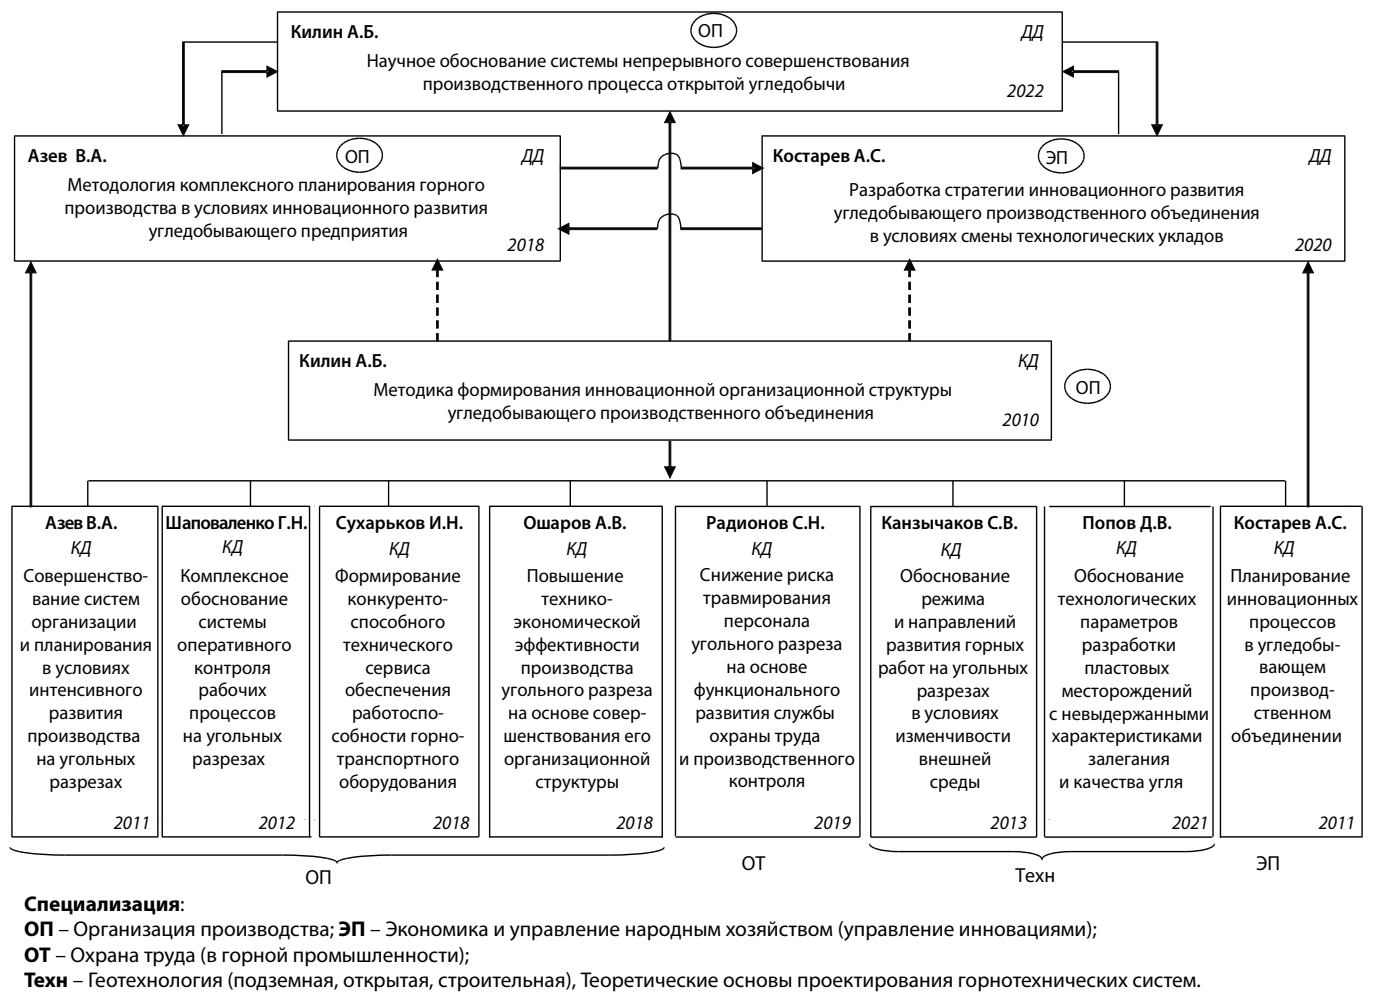 Килин А.Б.
ОП
ДД
Научное обоснование системы непрерывного совершенствования
производственного процесса открытой угледобычи
2022
Азев В.А.
ОП
ДД
Методология комплексного планирования горного
производства в условиях инновационного развития
угледобывающего предприятия
2018
Костарев А.С.
ЭП
ДД
Разработка стратегии инновационного развития
угледобывающего производственного объединения
в условиях смены технологических укладов
2020
Килин А.Б.
КД
Методика формирования инновационной организационной структуры
угледобывающего производственного объединения
2010
ОП
Азев В.А.
КД
Совершенство-
вание систем
организации
и планирования
в условиях
интенсивного
развития
производства
на угольных
разрезах
2011
Шаповаленко Г.Н.
КД
Комплексное
обоснование
системы
оперативного
контроля
рабочих
процессов
на угольных
разрезах
2012
Сухарьков И.Н.
КД
Формирование
конкуренто-
способного
технического
сервиса
обеспечения
работоспо-
собности горно-
транспортного
оборудования
2018
Ошаров А.В.
КД
Повышение
технико-
экономической
эффективности
производства
угольного разреза
на основе совер-
шенствования его
организационной
структуры
2018
Радионов С.Н.
КД
Снижение риска
травмирования
персонала
угольного разреза
на основе
функционального
развития службы
охраны труда
и производственного
контроля
2019
Канзычаков С.В.
КД
Обоснование
режима
и направлений
развития горных
работ на угольных
разрезах
в условиях
изменчивости
внешней
среды
2013
Попов Д.В.
КД
Обоснование
технологических
параметров
разработки
пластовых
месторождений
с невыдержанными
характеристиками
залегания
и качества угля
2021
Костарев А.С.
КД
Планирование
инновационных
процессов
в угледобы-
вающем
производ-
ственном
объединении
2011
ОП
ОТ
Техн
ЭП
Специализация:
ОП – Организация производства; ЭП – Экономика и управление народным хозяйством (управление инновациями);
ОТ – Охрана труда (в горной промышленности);
Техн – Геотехнология (подземная, открытая, строительная), Теоретические основы проектирования горнотехнических систем.